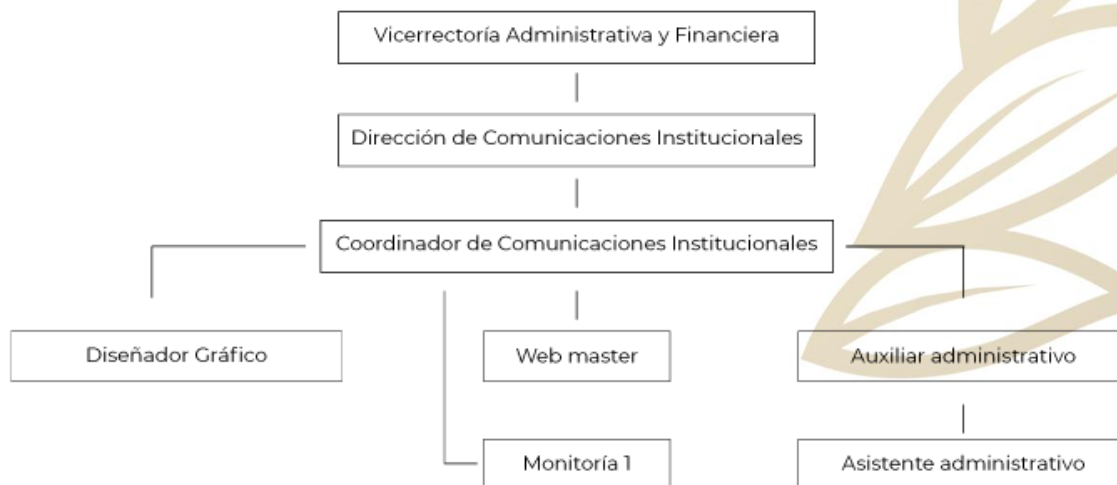 Vicerrectoría Administrativa y Financiera
Dirección de Comunicaciones Institucionales
Coordinador de Comunicaciones Institucionales
Diseñador Gráfico
Web master
Auxiliar administrativo
Monitoría 1
Asistente administrativo